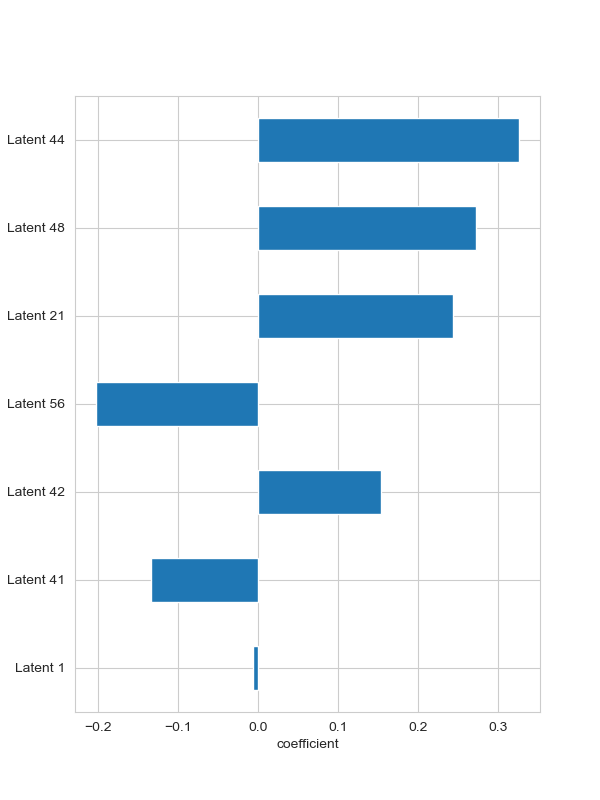 Latent 44
Latent 48
Latent 21
Latent 56
Latent 42
Latent 41
Latent 1
−0.2 −0.1 0.0 0.1 0.2 0.3
coefficient